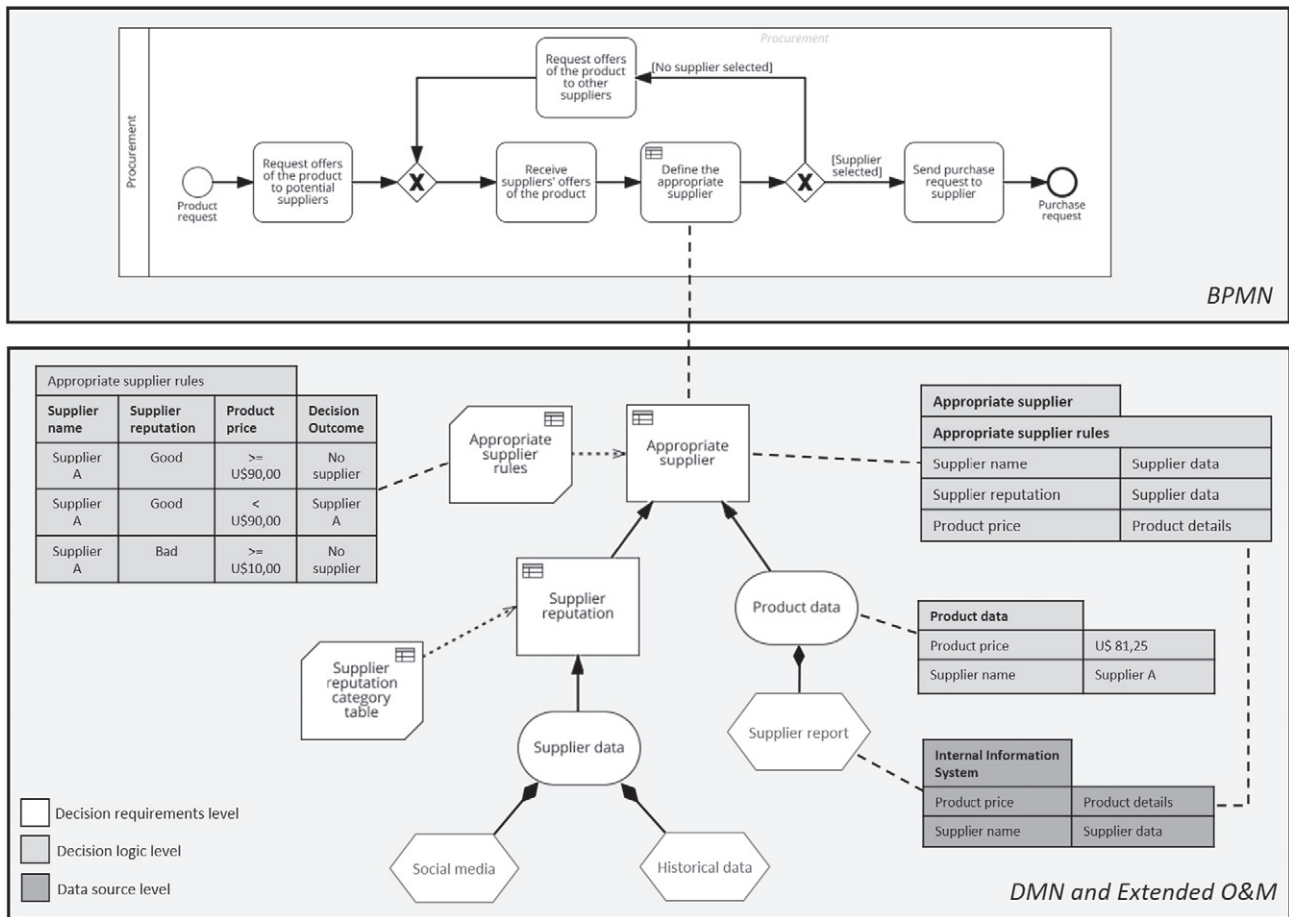 Procurement
Procurement
Request offers
of the product
to other
suppliers
[No supplier selected]
Product
request
Request offers
of the product
to potential
suppliers
X
Receive
suppliers' offers
of the product
Define the
appropriate
supplier
X
[Supplier
selected]
Send purchase
request to
supplier
Purchase
request
BPMN
Appropriate supplier rules
Supplier name Supplier reputation Product price Decision Outcome
Supplier A Good >= U$90,00 No supplier
Supplier A Good < U$90,00 Supplier A
Supplier A Bad >= U$10,00 No supplier
Appropriate
supplier
rules
Appropriate
supplier
Appropriate supplier
Appropriate supplier rules
Supplier name Supplier data
Supplier reputation Supplier data
Product price Product details
Supplier
reputation
Product data
Supplier
reputation
category
table
Product data
Product price U$ 81,25
Supplier name Supplier A
Supplier data
Supplier report
Internal Information
System
Product price Product details
Supplier name Supplier data
Social media
Historical data
Decision requirements level
Decision logic level
Data source level
DMN and Extended O&M